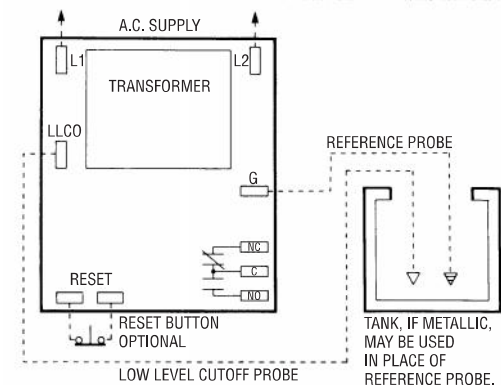 A.C. SUPPLY
L1
L2
TRANSFORMER
LLCO
REFERENCE PROBE
G
NC
C
NO
RESET
RESET BUTTON
OPTIONAL
LOW LEVEL CUTOFF PROBE
TANK, IF METALLIC,
MAY BE USED
IN PLACE OF
REFERENCE PROBE.